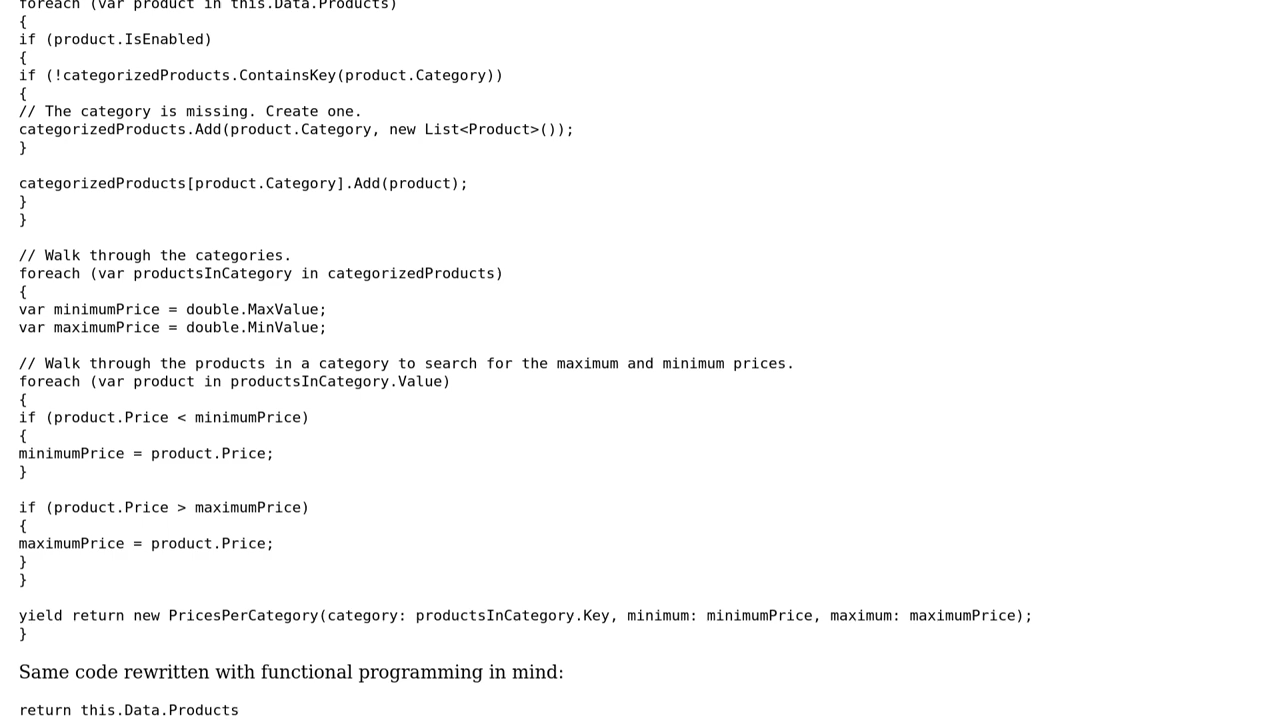 foreach (var product in this.Data.Products)
{
if (product.IsEnabled)
{
if (!categorizedProducts.ContainsKey(product.Category))
{
// The category is missing. Create one.
categorizedProducts.Add(product.Category, new List<Product>());
}

categorizedProducts[product.Category].Add(product);
}
}

// Walk through the categories.
foreach (var productsInCategory in categorizedProducts)
{
var minimumPrice = double.MaxValue;
var maximumPrice = double.MinValue;

// Walk through the products in a category to search for the maximum and minimum prices.
foreach (var product in productsInCategory.Value)
{
if (product.Price < minimumPrice)
{
minimumPrice = product.Price;
}

if (product.Price > maximumPrice)
{
maximumPrice = product.Price;
}
}

yield return new PricesPerCategory(category: productsInCategory.Key, minimum: minimumPrice, maximum: maximumPrice);
}

Same code rewritten with functional programming in mind:

return this.Data.Products